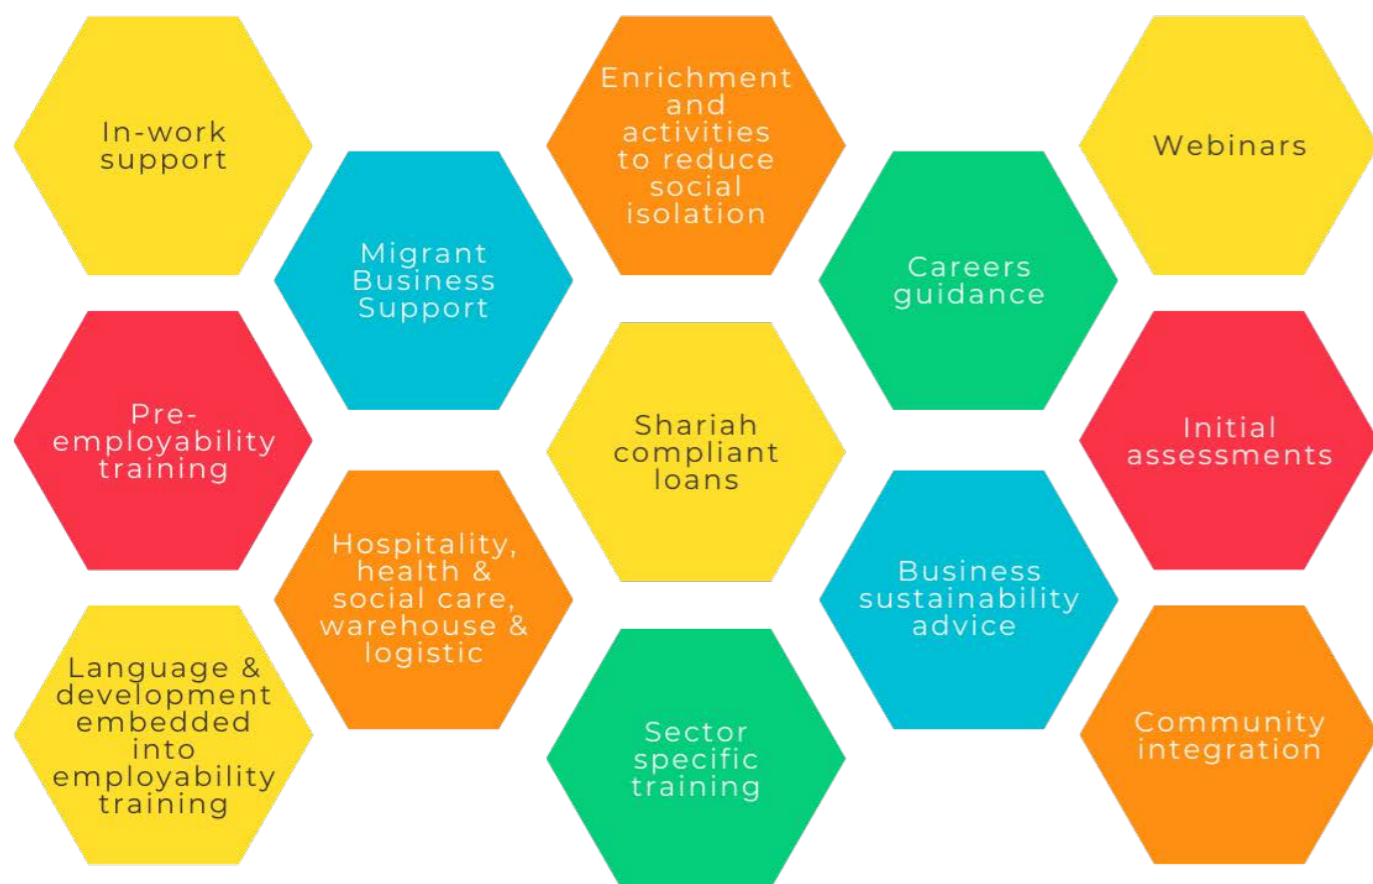 In-work
support
Migrant
Business
Support
Enrichment
and
activities
to reduce
social
isolation
Careers
guidance
Webinars
Pre-
employability
training
Shariah
compliant
loans
Initial
assessments
Hospitality,
health &
social care,
warehouse &
logistic
Business
sustainability
advice
Language &
development
embedded
into
employability
training
Sector
specific
training
Community
integration